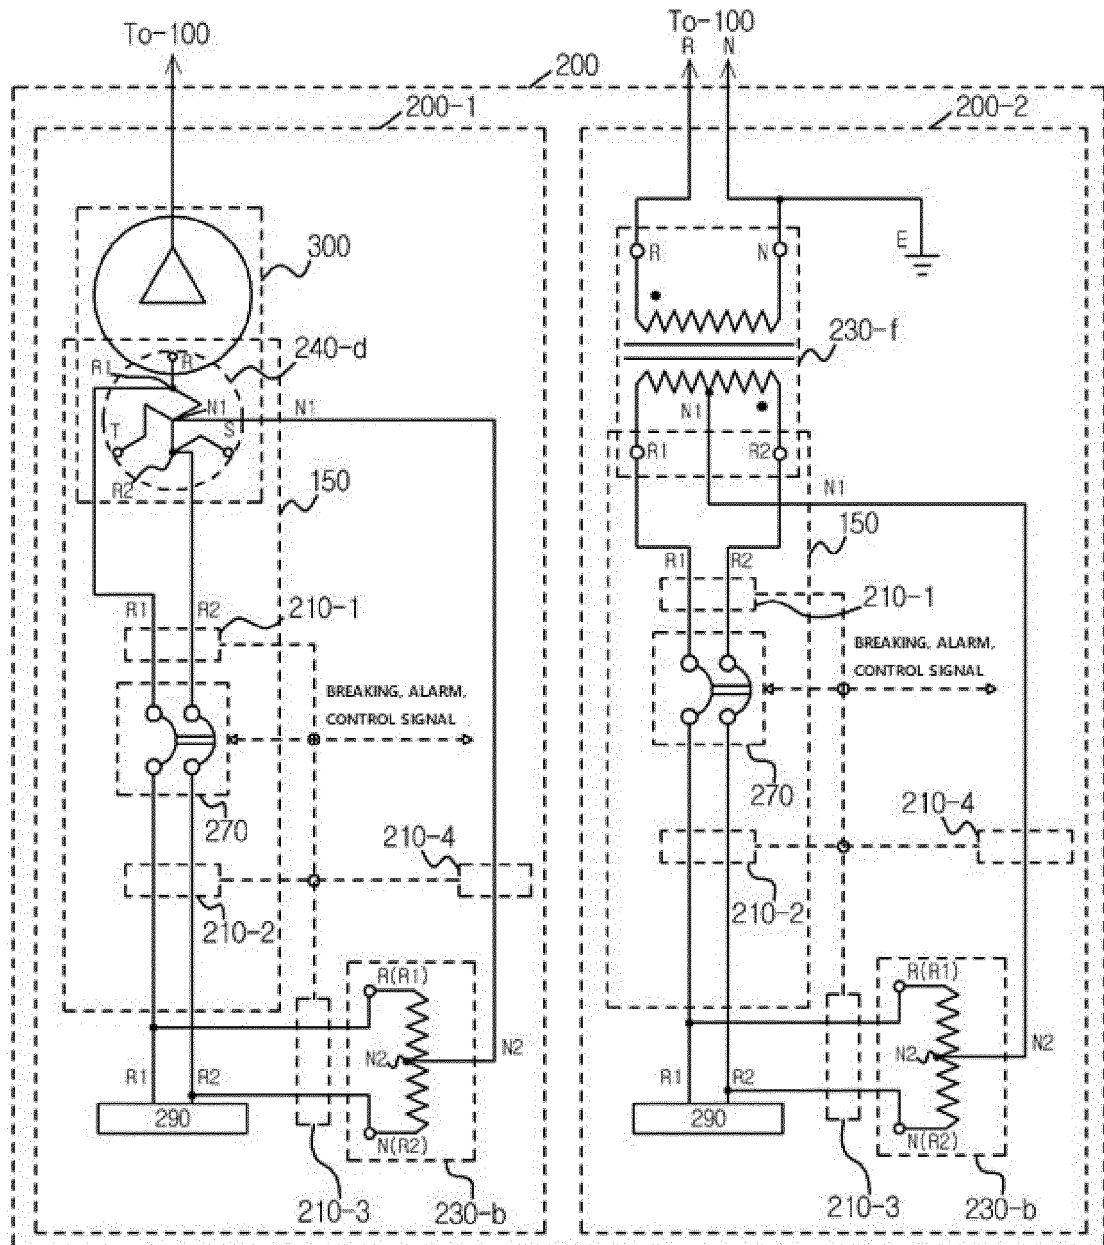 To-100
To-100
R N
200
200-1
200-2
300
E
R N
240-d
230-f
R1 R
N1 N1
N1
T S
R1 R2
R2
150
N1
150
R1 R2
R1 R2
210-1
210-1
BREAKING, ALARM,
CONTROL SIGNAL
BREAKING, ALARM,
CONTROL SIGNAL
270
270
210-4
210-4
210-2
210-2
R(R1)
R(R1)
N2 N2
N2 N2
R1 R2
R1 R2
290
290
N(R2)
N(R2)
210-3
230-b
210-3
230-b